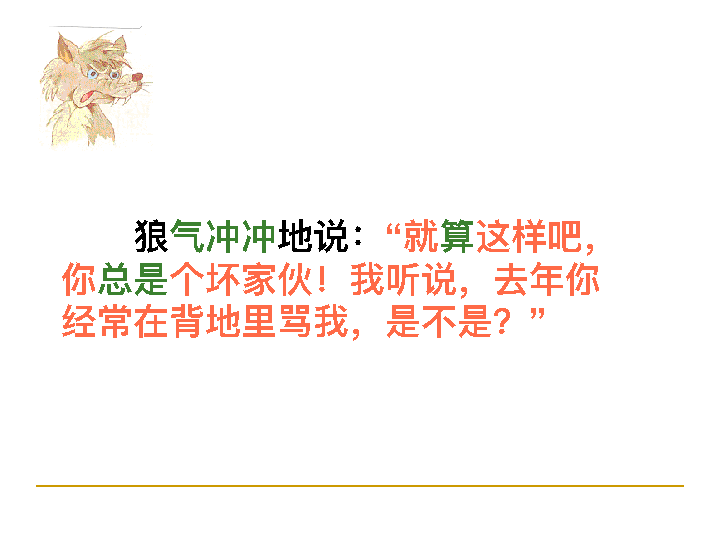 狼气冲冲地说：“就算这样吧，
你总是个坏家伙！我听说，去年你
经常在背地里骂我，是不是？”